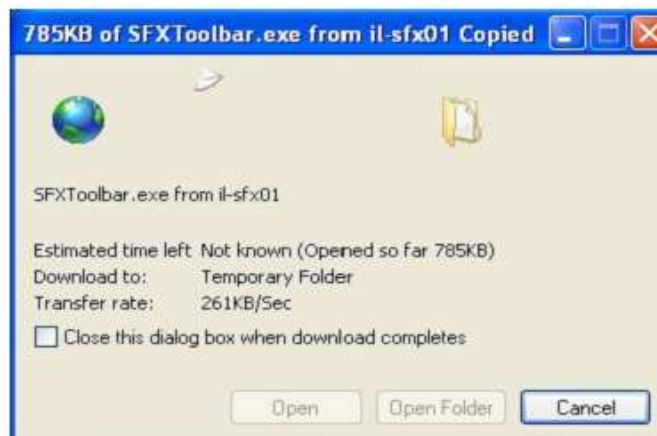 785KB of SFXToolbar.exe from il-sfx01 Copied
SFXToolbar.exe from il-sfx01
Estimated time left Not known (Opened so far 785KB)
Download to: Temporary Folder
Transfer rate: 261KB/Sec
Close this dialog box when download completes
Open Open Folder Cancel